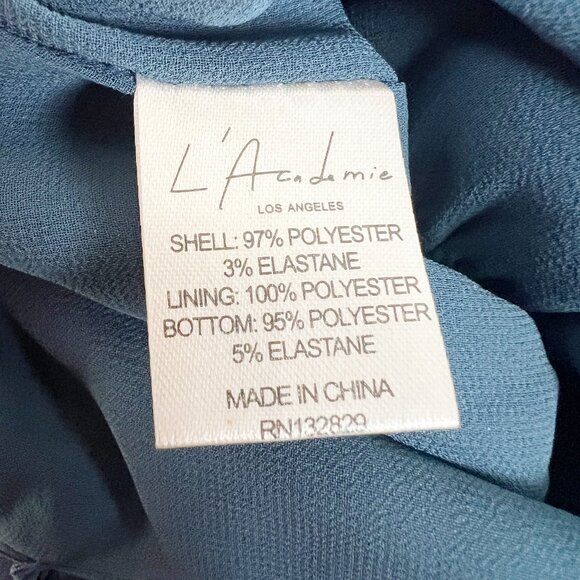 L'Academie
LOS ANGELES
SHELL: 97% POLYESTER
3% ELASTANE
LINING: 100% POLYESTER
BOTTOM: 95% POLYESTER
5% ELASTANE
MADE IN CHINA
RN132829